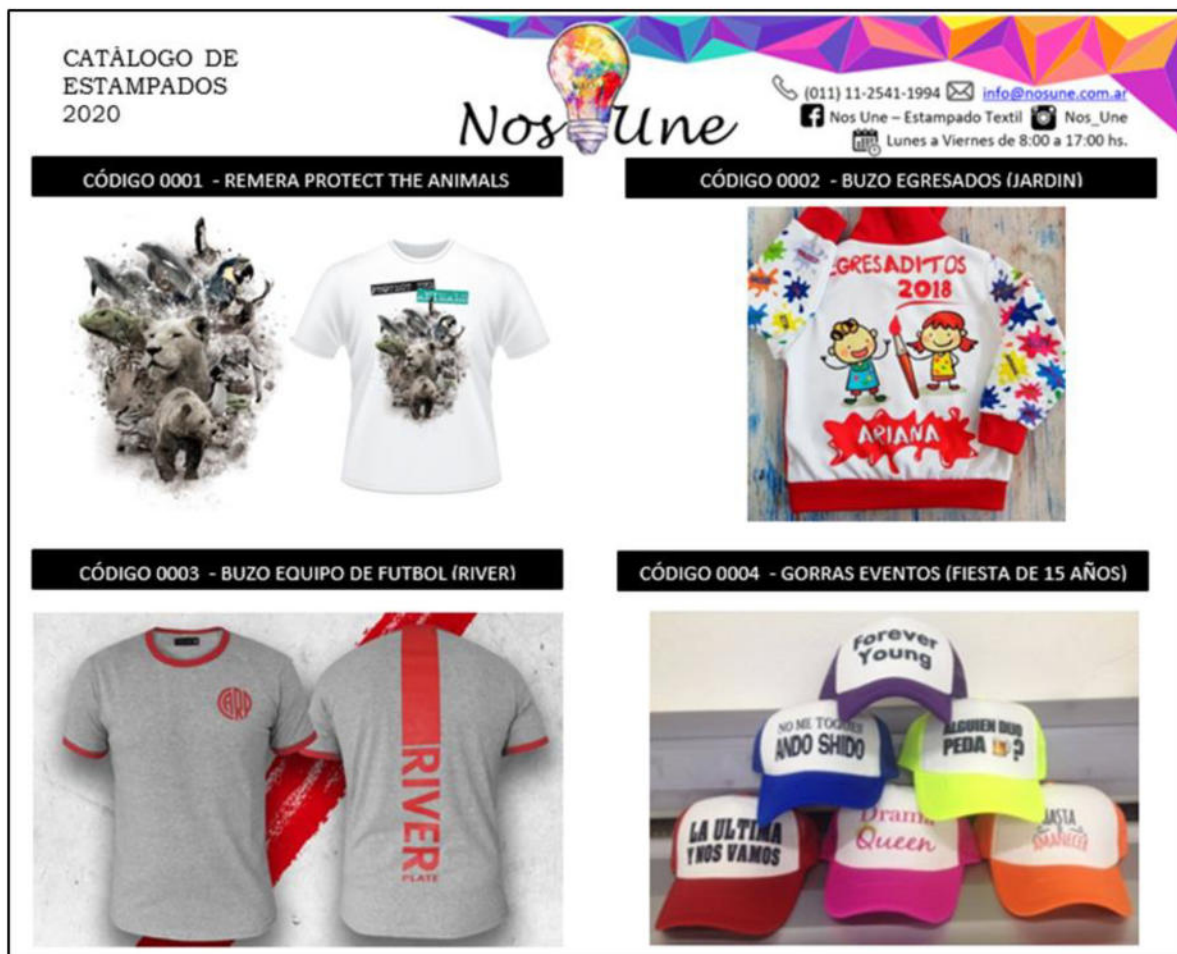 CATÁLOGO DE
ESTAMPADOS
2020
Nos Une
(011) 11-2541-1994 info@nosune.com.ar
Nos Une – Estampado Textil Nos_Une
Lunes a Viernes de 8:00 a 17:00 hs.
CÓDIGO 0001 - REMERA PROTECT THE ANIMALS
PROTECT THE
ANIMALS
CÓDIGO 0002 - BUZO EGRESADOS (JARDIN)
EGRESADITOS
2018
ARIANA
CÓDIGO 0003 - BUZO EQUIPO DE FUTBOL (RIVER)
CARP
RIVER
PLATE
CÓDIGO 0004 - GORRAS EVENTOS (FIESTA DE 15 AÑOS)
Forever
Young
NO ME TOQUES
ANDO SHIDO
ALGUIEN DIJO
PEDA ?
LA ULTIMA
Y NOS VAMOS
Drama
Queen
HASTA
AMANECER